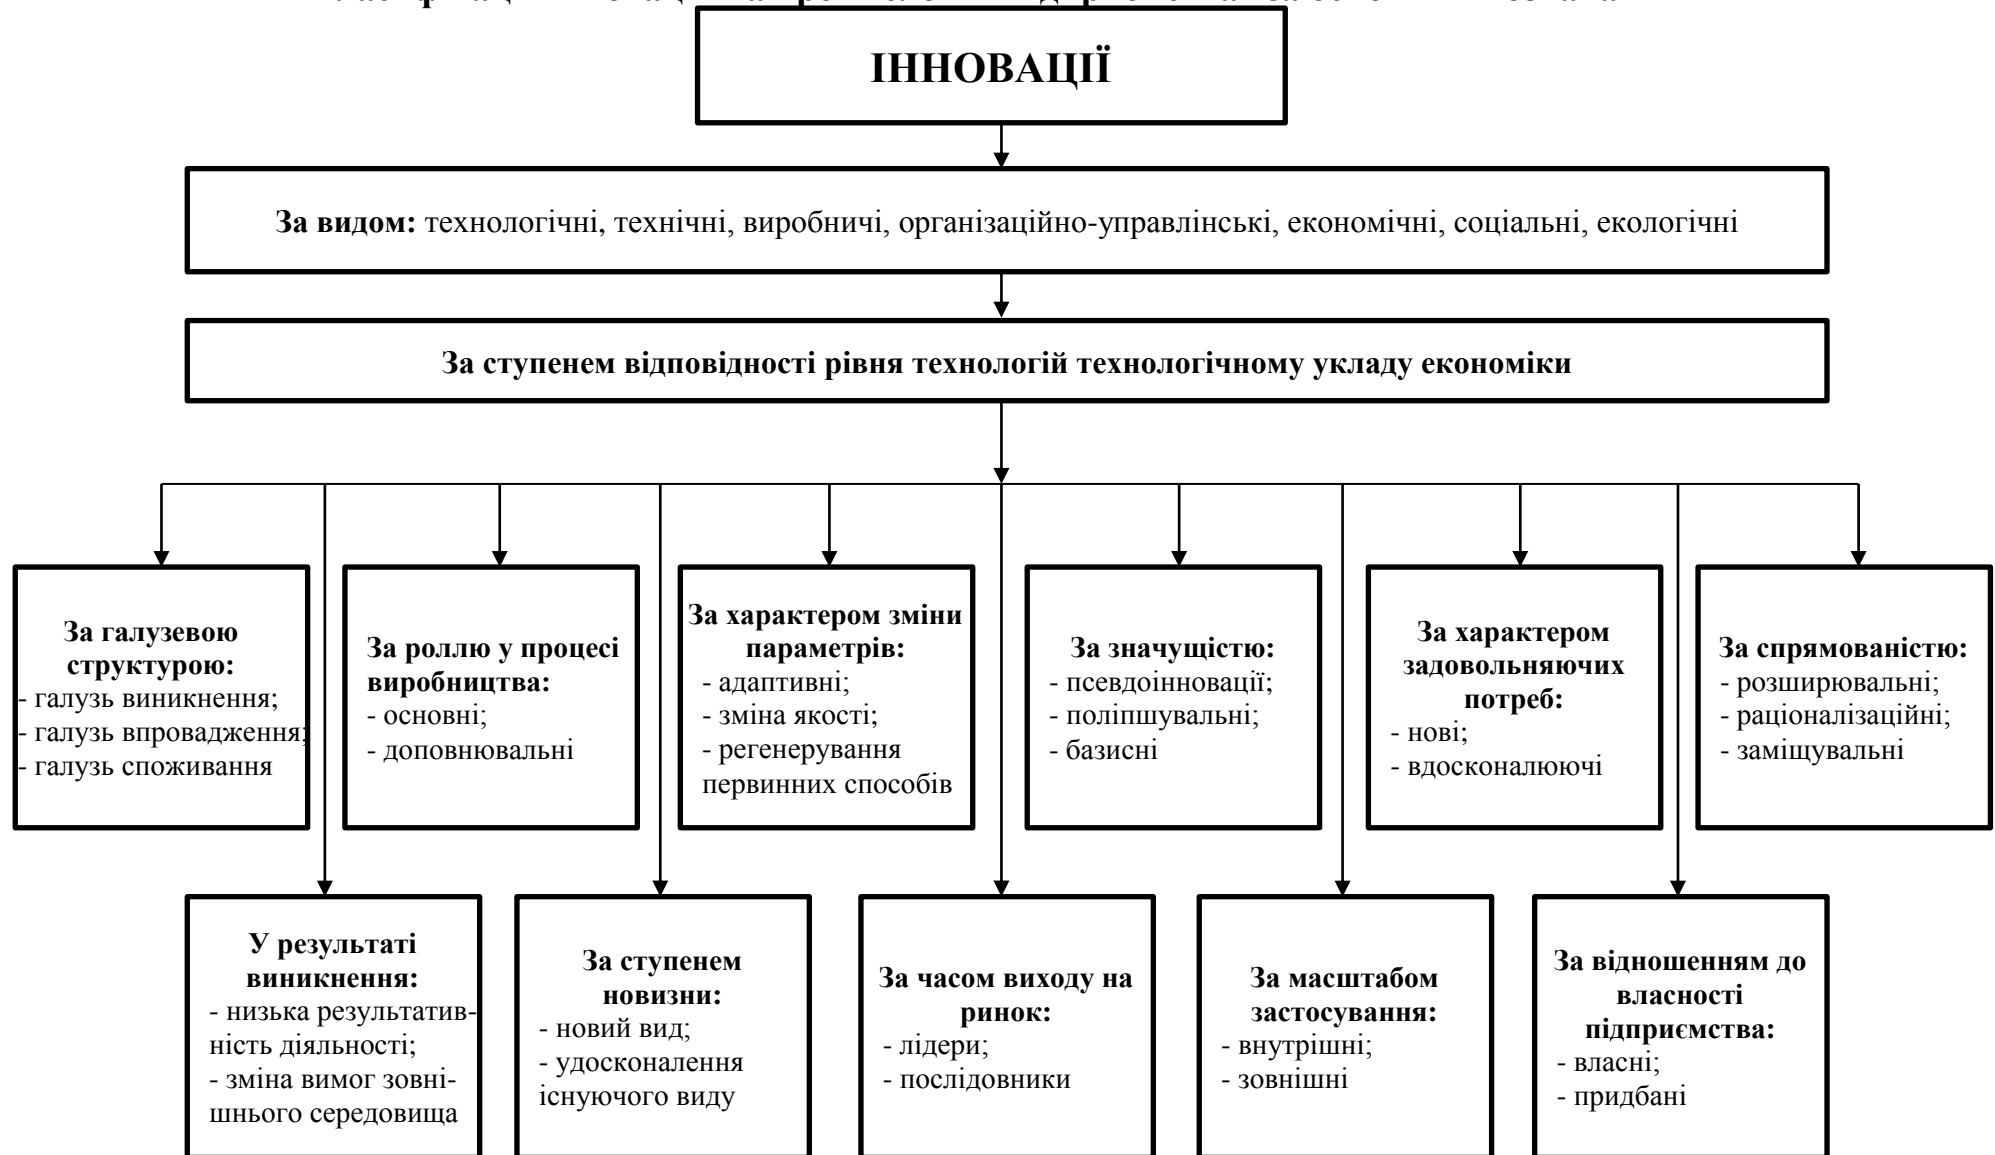 ІННОВАЦІЇ
За видом: технологічні, технічні, виробничі, організаційно-управлінські, економічні, соціальні, екологічні
За ступенем відповідності рівня технологій технологічному укладу економіки
За галузевою
структурою:
- галузь виникнення;
- галузь впровадження;
- галузь споживання
За роллю у процесі
виробництва:
- основні;
- доповнювальні
За характером зміни
параметрів:
- адаптивні;
- зміна якості;
- регенерування
первинних способів
За значущістю:
- псевдоінновації;
- поліпшувальні;
- базисні
За характером
задовольняючих
потреб:
- нові;
- вдосконалюючі
За спрямованістю:
- розширювальні;
- раціоналізаційні;
- заміщувальні
У результаті
виникнення:
- низька результатив-
ність діяльності;
- зміна вимог зовні-
шнього середовища
За ступенем
новизни:
- новий вид;
- удосконалення
існуючого виду
За часом виходу на
ринок:
- лідери;
- послідовники
За масштабом
застосування:
- внутрішні;
- зовнішні
За відношенням до
власності
підприємства:
- власні;
- придбані